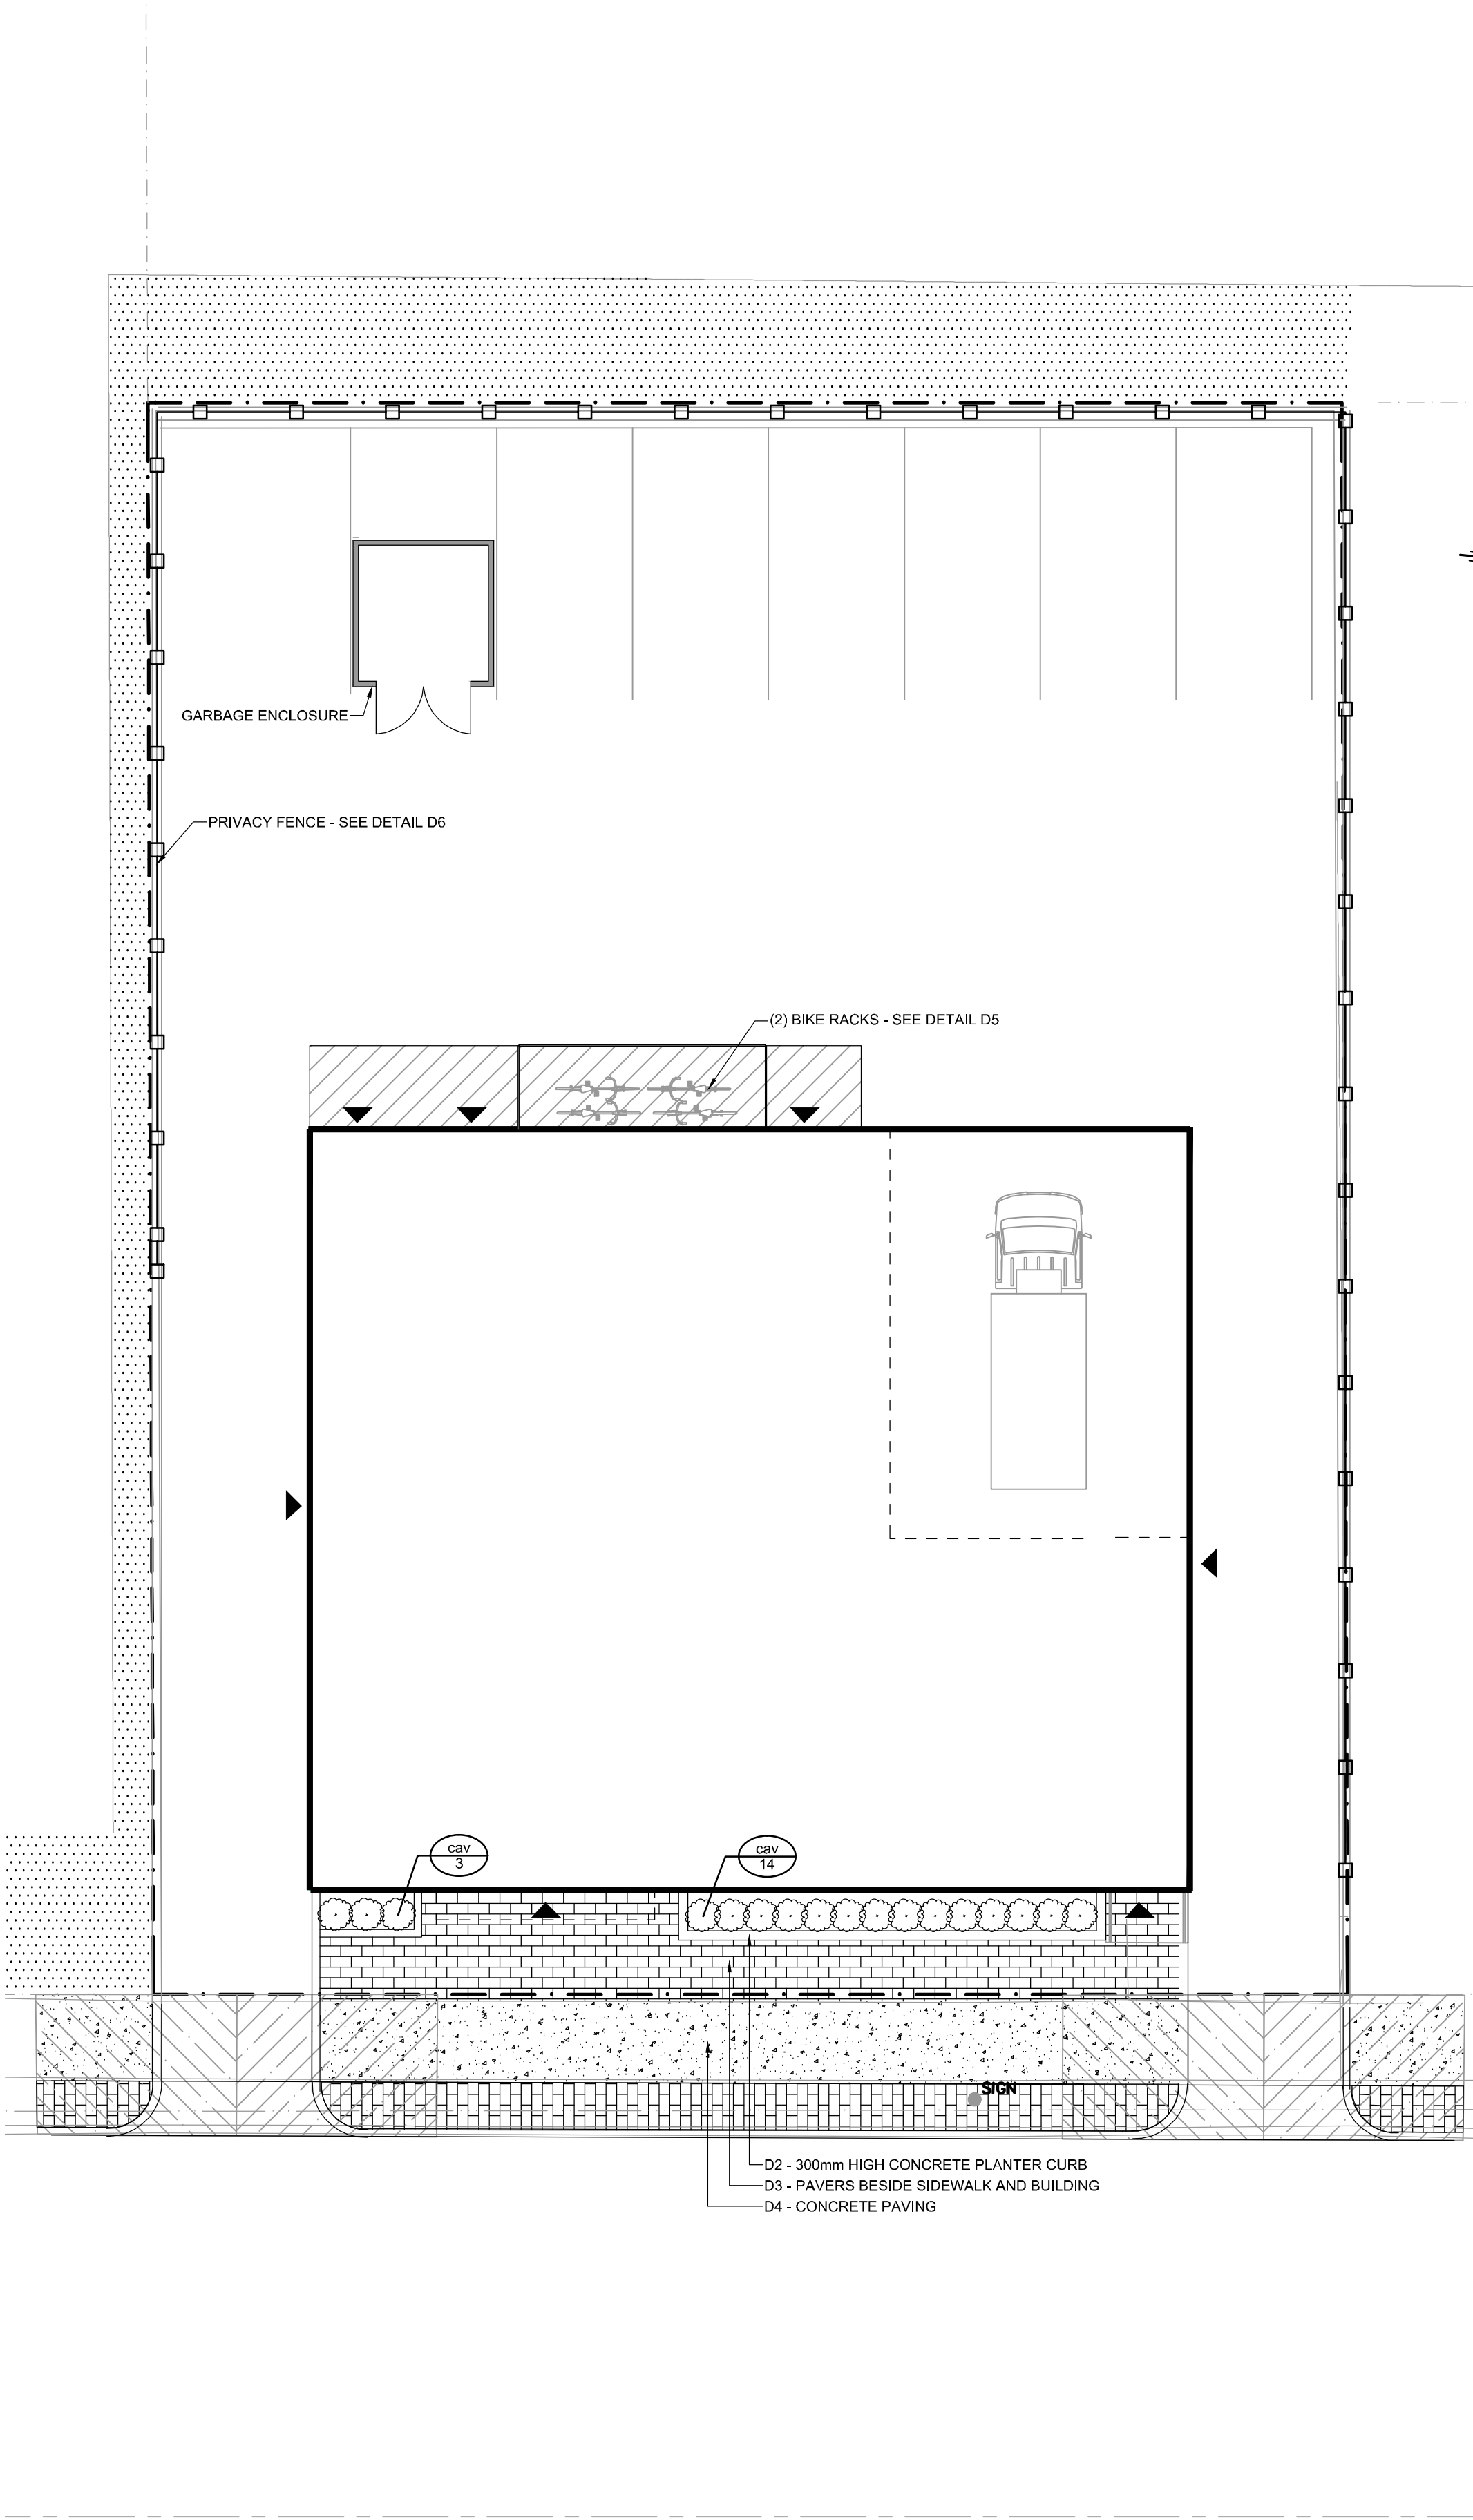 GARBAGE ENCLOSURE
PRIVACY FENCE - SEE DETAIL D6
(2) BIKE RACKS - SEE DETAIL D5
cav
3
cav
14
SIGN
D2 - 300mm HIGH CONCRETE PLANTER CURB
D3 - PAVERS BESIDE SIDEWALK AND BUILDING
D4 - CONCRETE PAVING